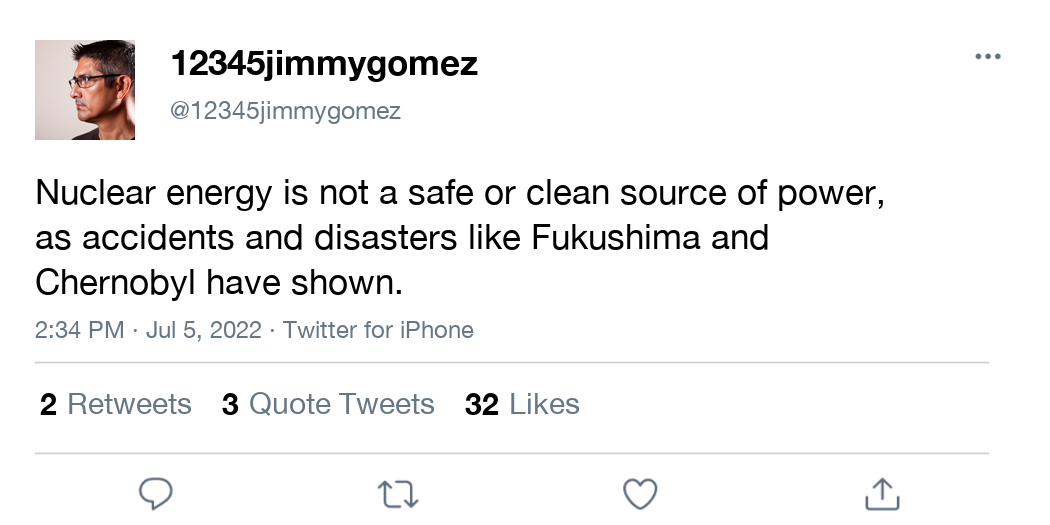 12345jimmygomez
@12345jimmygomez
Nuclear energy is not a safe or clean source of power,
as accidents and disasters like Fukushima and
Chernobyl have shown.
2:34 PM · Jul 5, 2022 · Twitter for iPhone
2 Retweets 3 Quote Tweets 32 Likes